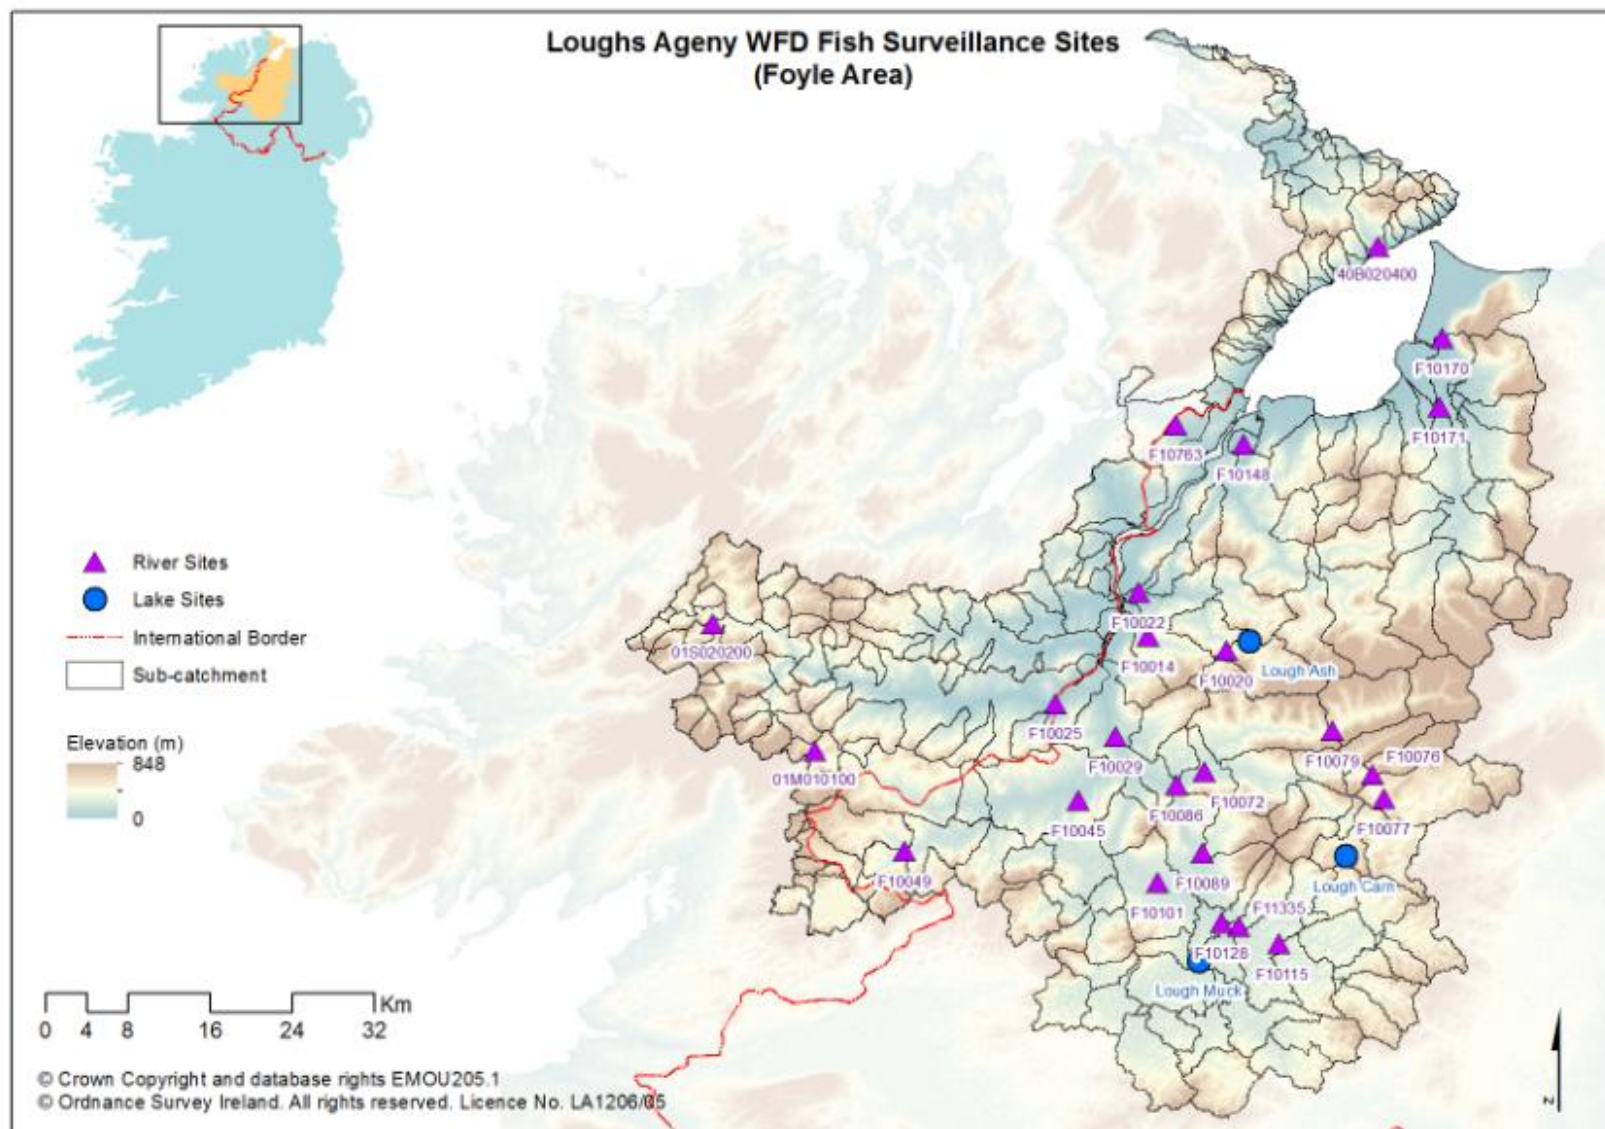 Loughs Ageny WFD Fish Surveillance Sites
(Foyle Area)
40B020400
F10170
F10171
F10763
F10148
River Sites
Lake Sites
International Border
Sub-catchment
Elevation (m)
848
0
F10022
01S020200
F10014
F10020
Lough Ash
F10025
F10029
01M010100
F10079
F10076
F10072
F10086
F10077
F10045
F10049
F10089
Lough Carn
F10101
F11335
F10128
F10115
Lough Muck
Km
0 4 8 16 24 32
© Crown Copyright and database rights EMOU205.1
© Ordnance Survey Ireland. All rights reserved. Licence No. LA1206/05
N